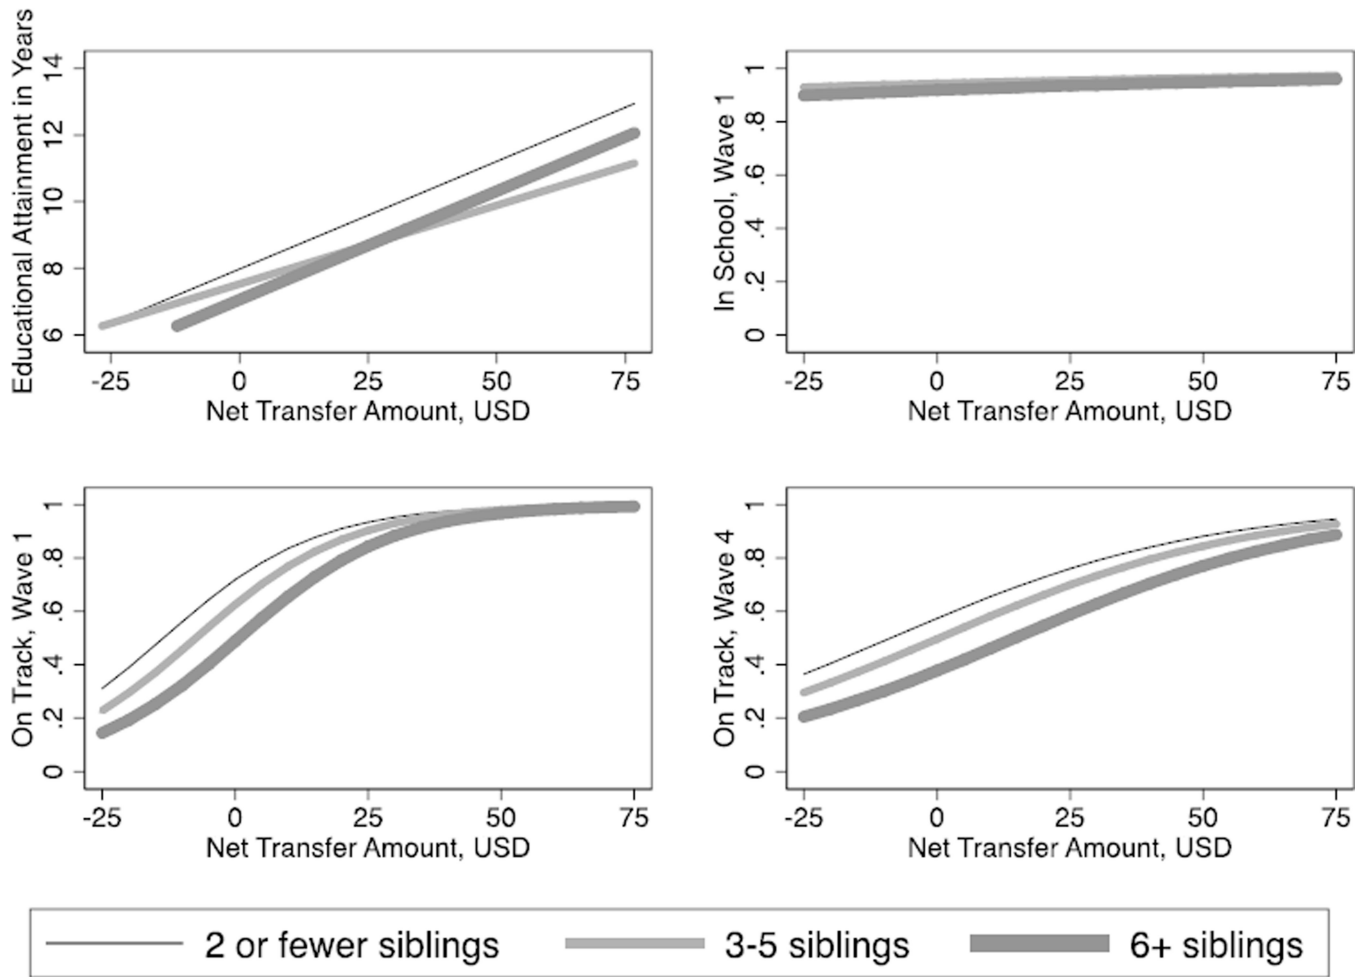 Educational Attainment in Years
14
12
10
8
6
-25 0 25 50 75
Net Transfer Amount, USD
In School, Wave 1
1
.8
.6
.4
.2
0
-25 0 25 50 75
Net Transfer Amount, USD
On Track, Wave 1
1
.8
.6
.4
.2
0
-25 0 25 50 75
Net Transfer Amount, USD
On Track, Wave 4
1
.8
.6
.4
.2
0
-25 0 25 50 75
Net Transfer Amount, USD
2 or fewer siblings 3-5 siblings 6+ siblings